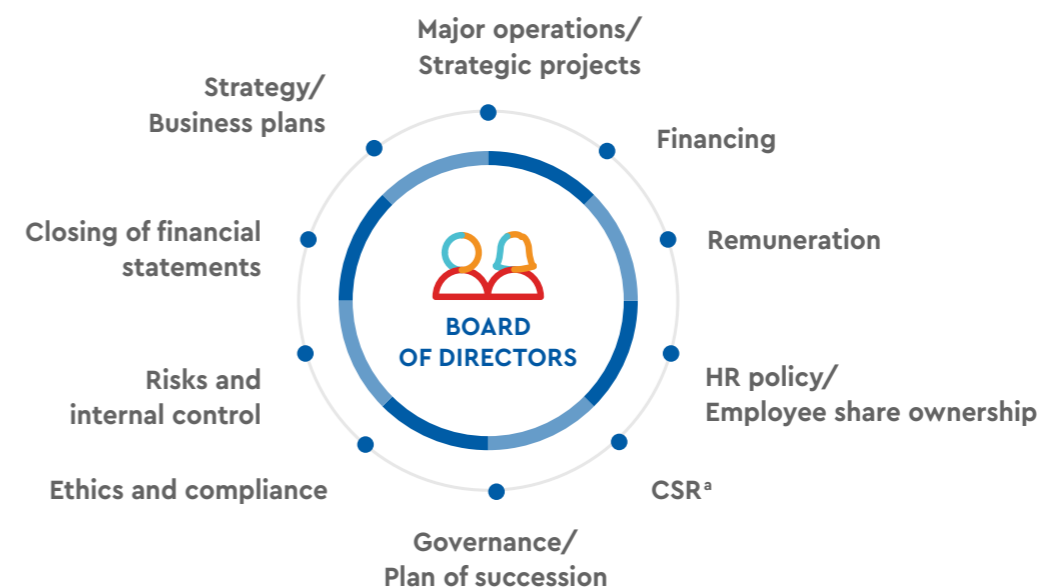 Major operations/
Strategic projects
Financing
Remuneration
HR policy/
Employee share ownership
CSRᵃ
Governance/
Plan of succession
Ethics and compliance
Risks and
internal control
Closing of financial
statements
Strategy/
Business plans
BOARD
OF DIRECTORS